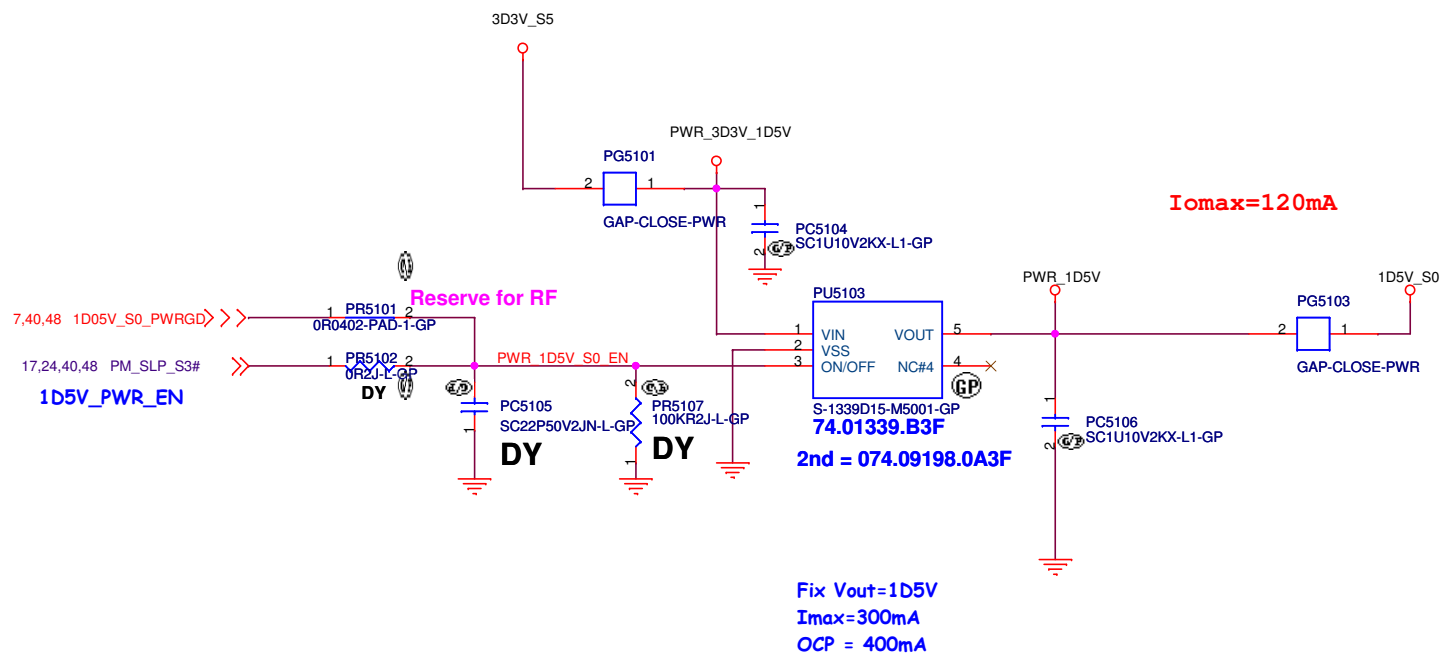 3D3V_S5
PWR_3D3V_1D5V
PG5101
2 1
GAP-CLOSE-PWR
Iomax=120mA
1
PC5104
SC1U10V2KX-L1-GP
2
PWR_1D5V
1D5V_S0
Reserve for RF
PU5103
PG5103
7,40,48 1D05V_S0_PWRGD
1 PR5101 2
0R0402-PAD-1-GP
1 VIN VOUT 5
2 1
2 VSS
17,24,40,48 PM_SLP_S3#
1 PR5102 2
0R2J-L-GP
PWR_1D5V_S0_EN
3 ON/OFF NC#4 4
GAP-CLOSE-PWR
DY
1D5V_PWR_EN
2
2
GP
1
PC5105
SC22P50V2JN-L-GP
1
DY
PR5107
100KR2J-L-GP
1
DY
S-1339D15-M5001-GP
74.01339.B3F
2nd = 074.09198.0A3F
PC5106
SC1U10V2KX-L1-GP
2
Fix Vout=1D5V
Imax=300mA
OCP = 400mA